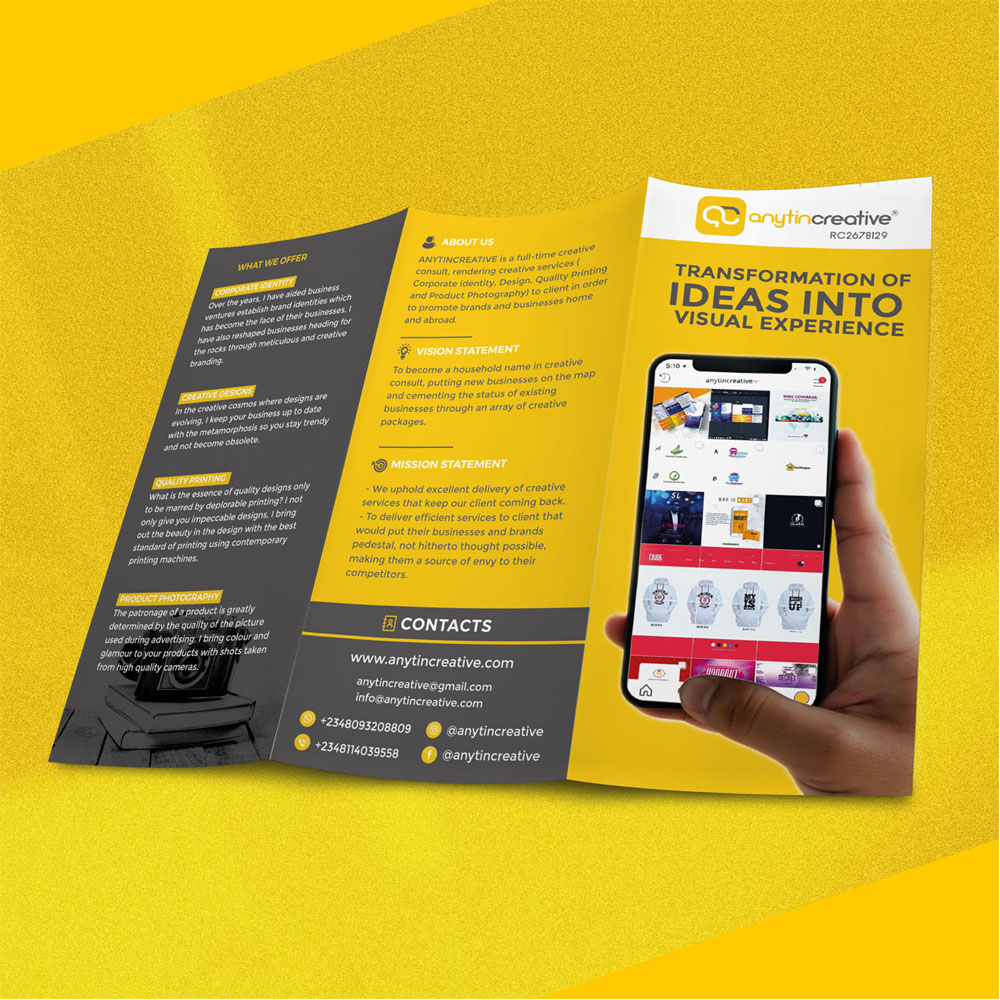 WHAT WE OFFER
CORPORATE IDENTITY
Over the years, I have aided business
ventures establish brand identities which
has become the face of their businesses. I
have also reshaped businesses heading for
the rocks through meticulous and creative
branding.
CREATIVE DESIGNS
In the creative cosmos where designs are
evolving, I keep your business up to date
with the metamorphosis so you stay trendy
and not become obsolete.
QUALITY PRINTING
What is the essence of quality designs only
to be marred by deplorable printing? I not
only give you impeccable designs, I bring
out the beauty in the design with the best
standard of printing using contemporary
printing machines.
PRODUCT PHOTOGRAPHY
The patronage of a product is greatly
determined by the quality of the picture
used during advertising. I bring colour and
glamour to your products with shots taken
from high quality cameras.
ABOUT US
ANYTINCREATIVE is a full-time creative
consult, rendering creative services (
Corporate identity, Design, Quality Printing
and Product Photography) to client in order
to promote brands and businesses home
and abroad.
VISION STATEMENT
To become a household name in creative
consult, putting new businesses on the map
and cementing the status of existing
businesses through an array of creative
packages.
MISSION STATEMENT
- We uphold excellent delivery of creative
services that keep our client coming back.
- To deliver efficient services to client that
would put their businesses and brands
pedestal, not hitherto thought possible,
making them a source of envy to their
competitors.
CONTACTS
www.anytincreative.com
anytincreative@gmail.com
info@anytincreative.com
+2348093208809
@anytincreative
+2348114039558
@anytincreative
anytincreative®
RC2678129
TRANSFORMATION OF
IDEAS INTO
VISUAL EXPERIENCE
5:10
anytincreative
WIDE COVERAGE:
SL
WHO IS